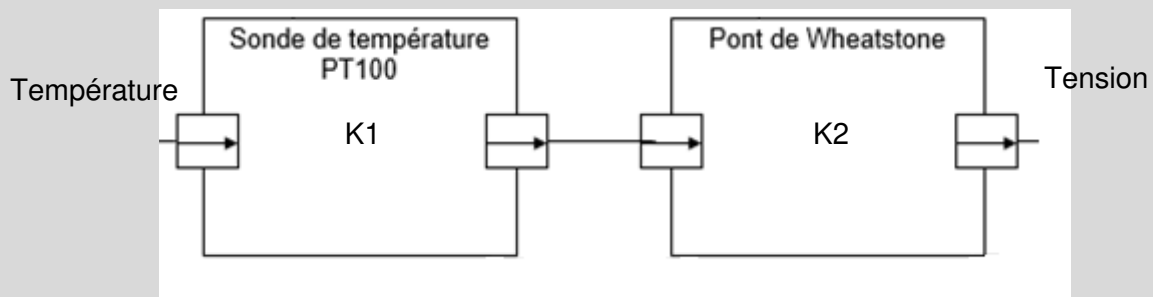 Sonde de température
PT100
Pont de Wheatstone
Température
Tension
K1
K2